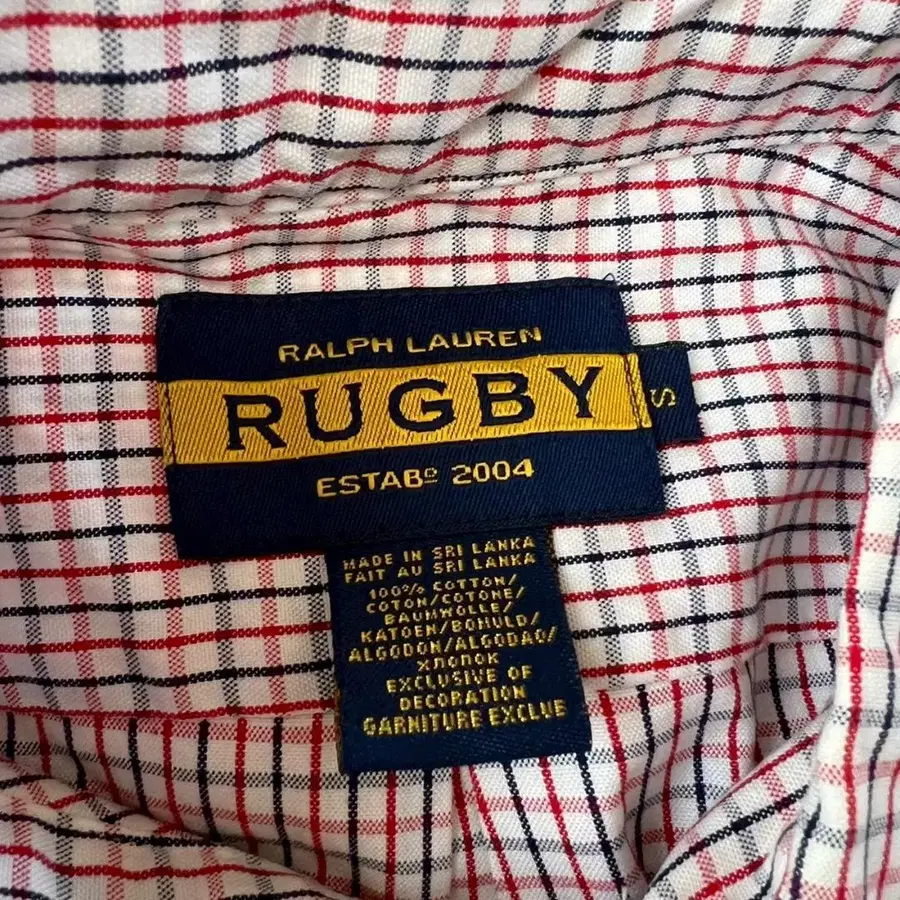 RALPH LAUREN
RUGBY
S
ESTABᴰ 2004
MADE IN SRI LANKA
FAIT AU SRI LANKA
100% COTTON/
COTON/COTONE/
BAUMWOLLE/
KATOEN/BOMULD/
ALGODON/ALGODAO/
ХЛОПОК
EXCLUSIVE OF
DECORATION
GARNITURE EXCLUE